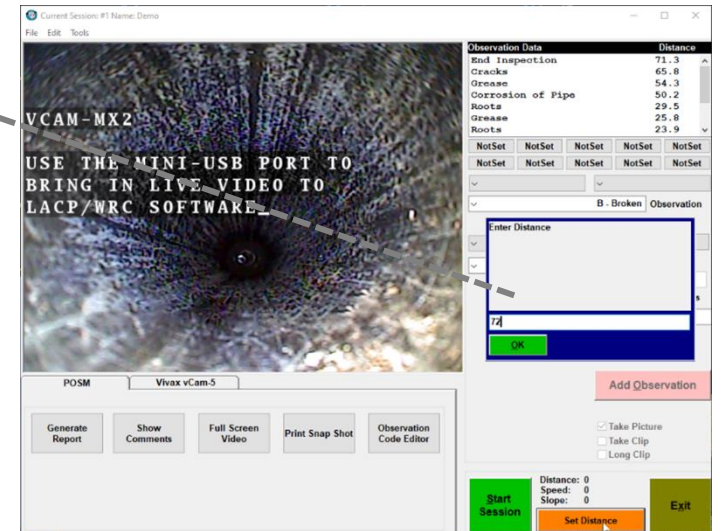 Current Session: #1 Name: Demo
File Edit Tools
VCAM-MX2
USE THE MINI-USB PORT TO
BRING IN LIVE VIDEO TO
LACP/WRC SOFTWARE_
Observation Data Distance
End Inspection 71.3
Cracks 65.8
Grease 54.3
Corrosion of Pipe 50.2
Roots 29.5
Grease 25.8
Roots 23.9
NotSet NotSet NotSet NotSet NotSet
NotSet NotSet NotSet NotSet NotSet
B - Broken Observation
Enter Distance
72
OK
s
Add Observation
Take Picture
Take Clip
Long Clip
POSM Vivax vCam-5
Generate Report
Show Comments
Full Screen Video
Print Snap Shot
Observation Code Editor
Start Session
Distance: 0
Speed: 0
Slope: 0
Set Distance
Exit